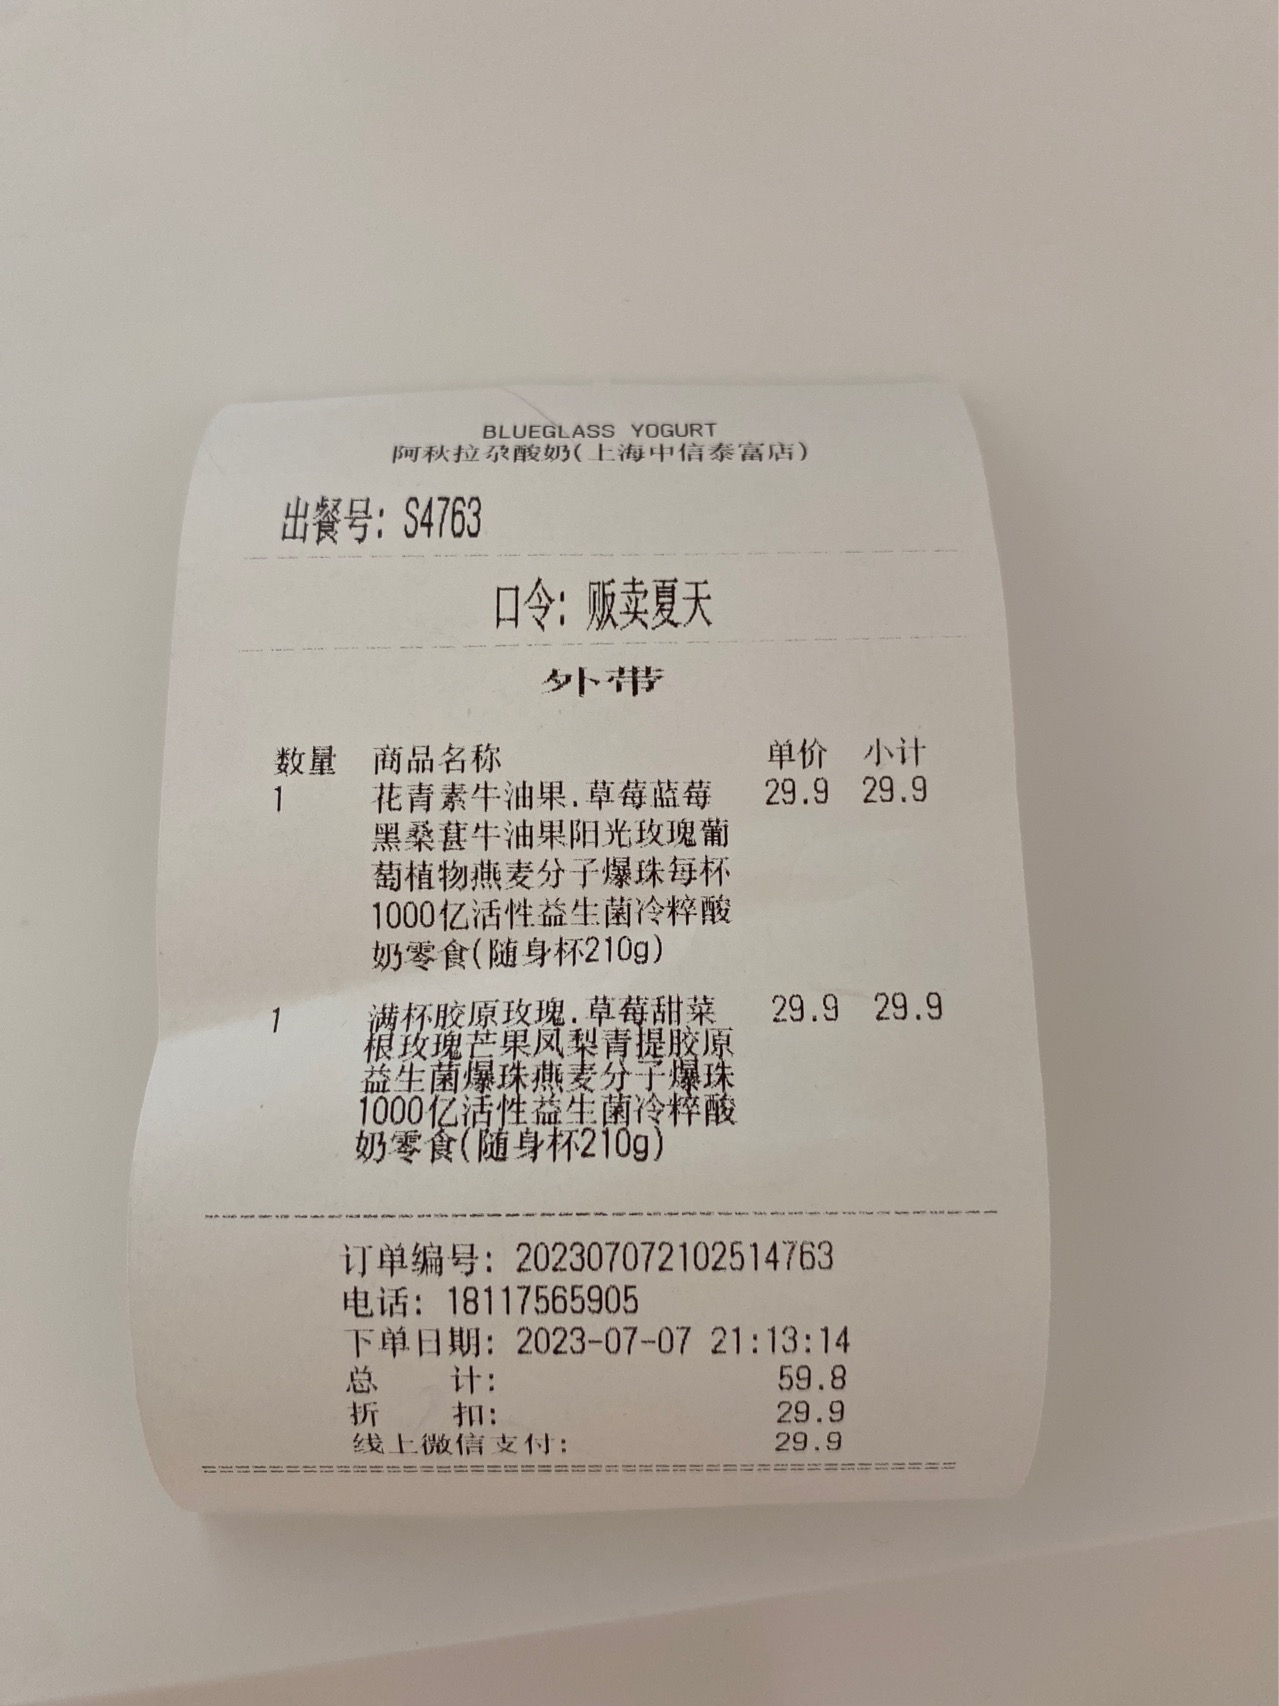 BLUEGLASS YOGURT
阿秋拉尕酸奶(上海中信泰富店)
出餐号: S4763
口令: 贩卖夏天
外带
数量 商品名称 单价 小计
1 花青素牛油果.草莓蓝莓 29.9 29.9
黑桑葚牛油果阳光玫瑰葡
萄植物燕麦分子爆珠每杯
1000亿活性益生菌冷粹酸
奶零食(随身杯210g)
1 满杯胶原玫瑰.草莓甜菜 29.9 29.9
根玫瑰芒果凤梨青提胶原
益生菌爆珠燕麦分子爆珠
1000亿活性益生菌冷粹酸
奶零食(随身杯210g)
订单编号: 202307072102514763
电话: 18117565905
下单日期: 2023-07-07 21:13:14
总 计: 59.8
折 扣: 29.9
线上微信支付: 29.9